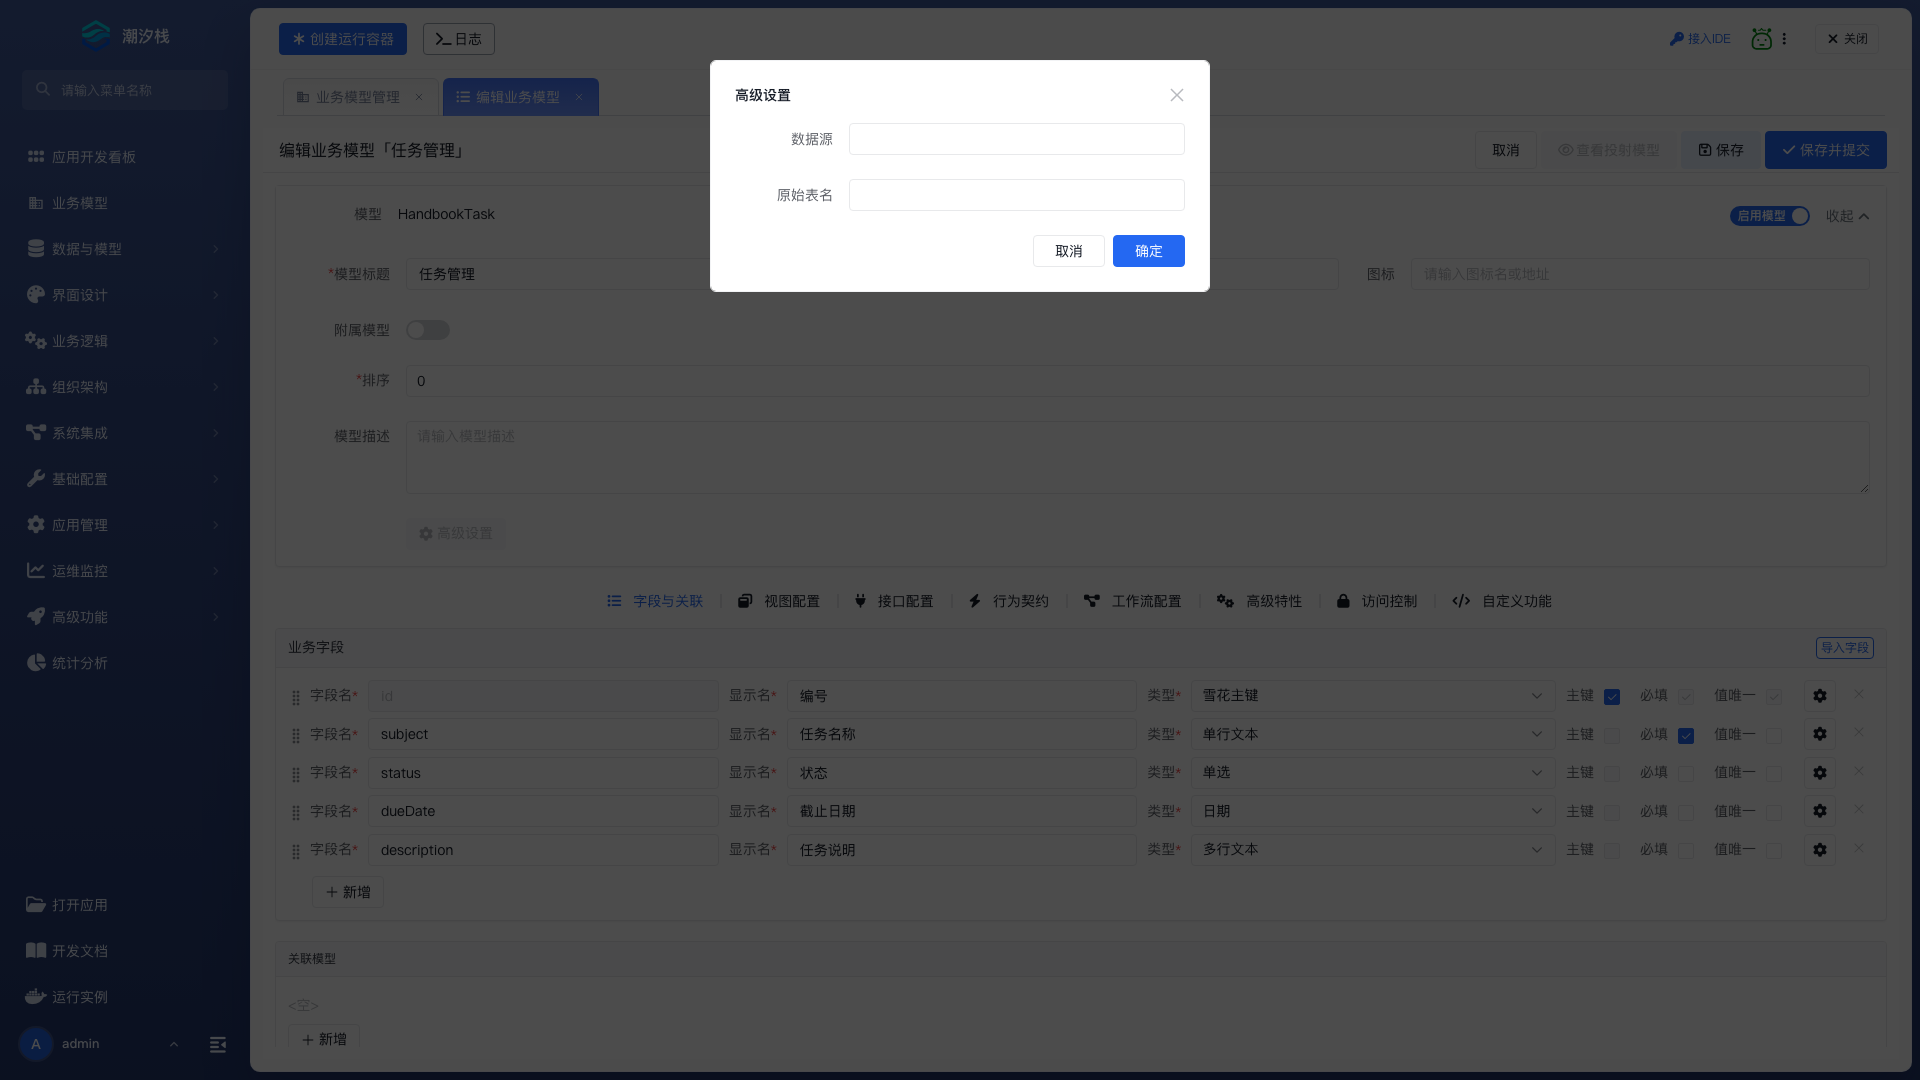 潮汐栈
请输入菜单名称
应用开发看板
业务模型
数据与模型
界面设计
业务逻辑
组织架构
系统集成
基础配置
应用管理
运维监控
高级功能
统计分析
打开应用
开发文档
运行实例
A admin
创建运行容器 日志 接入IDE 关闭
业务模型管理 编辑业务模型
编辑业务模型「任务管理」 取消 查看投射模型 保存 保存并提交
高级设置
数据源
原始表名
取消 确定
模型 HandbookTask 启用模型 收起
*模型标题 任务管理 图标 请输入图标名或地址
附属模型
*排序 0
模型描述 请输入模型描述
高级设置
字段与关联 视图配置 接口配置 行为契约 工作流配置 高级特性 访问控制 自定义功能
业务字段 导入字段
字段名* id 显示名* 编号 类型* 雪花主键 主键 必填 值唯一
字段名* subject 显示名* 任务名称 类型* 单行文本 主键 必填 值唯一
字段名* status 显示名* 状态 类型* 单选 主键 必填 值唯一
字段名* dueDate 显示名* 截止日期 类型* 日期 主键 必填 值唯一
字段名* description 显示名* 任务说明 类型* 多行文本 主键 必填 值唯一
新增
关联模型
<空>
新增